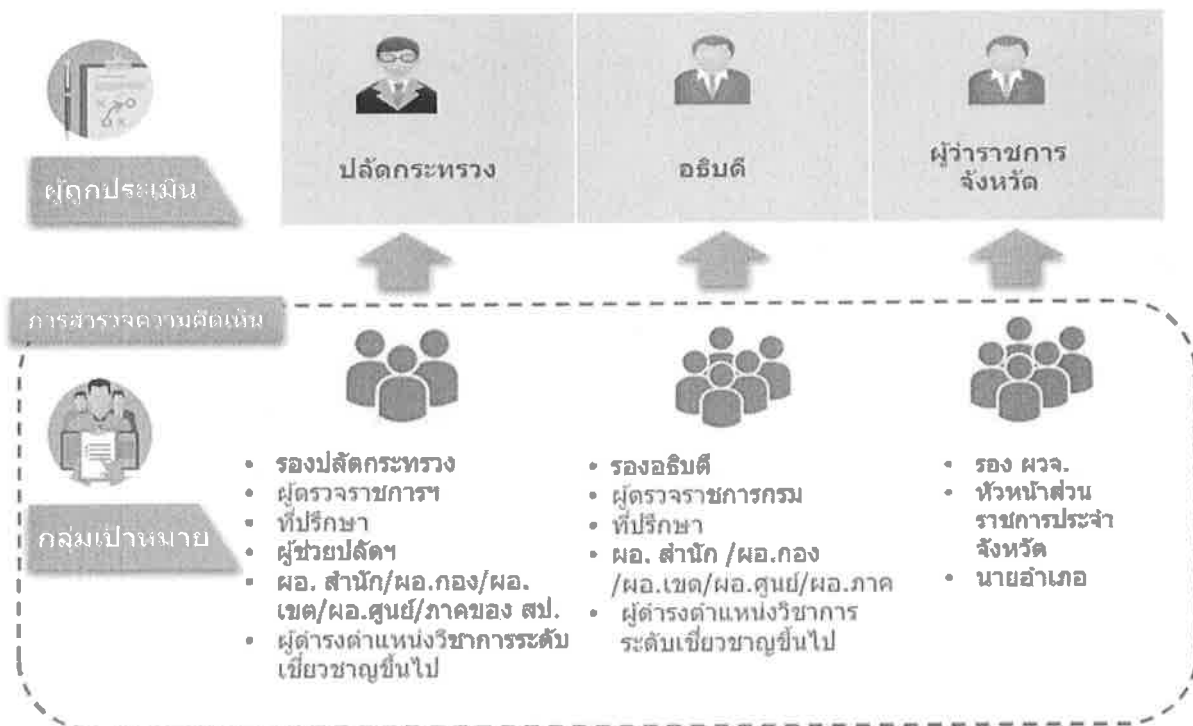 ผู้ถูกประเมิน
ปลัดกระทรวง
อธิบดี
ผู้ว่าราชการ
จังหวัด
การสำรวจความคิดเห็น
กลุ่มเป้าหมาย
• รองปลัดกระทรวง
• ผู้ตรวจราชการฯ
• ที่ปรึกษา
• ผู้ช่วยปลัดฯ
• ผอ. สำนัก/ผอ.กอง/ผอ.
เขต/ผอ.ศูนย์/ภาคของ สป.
• ผู้ดำรงตำแหน่งวิชาการระดับ
เชี่ยวชาญขึ้นไป
• รองอธิบดี
• ผู้ตรวจราชการกรม
• ที่ปรึกษา
• ผอ. สำนัก /ผอ.กอง
/ผอ.เขต/ผอ.ศูนย์/ผอ.ภาค
• ผู้ดำรงตำแหน่งวิชาการ
ระดับเชี่ยวชาญขึ้นไป
• รอง ผวจ.
• หัวหน้าส่วน
ราชการประจำ
จังหวัด
• นายอำเภอ